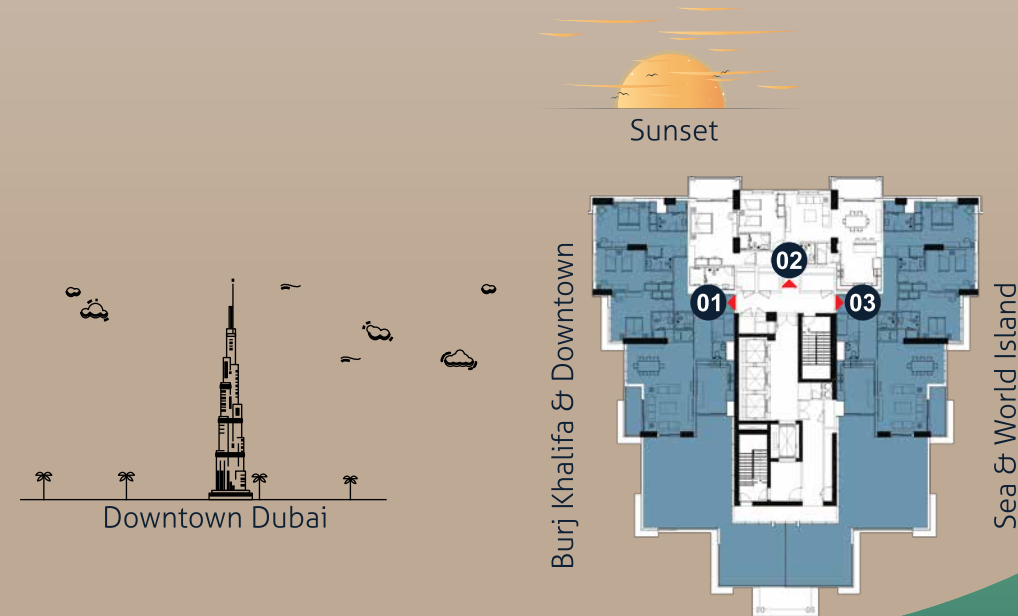 Sunset
Burj Khalifa & Downtown
02
01
03
Sea & World Island
Downtown Dubai